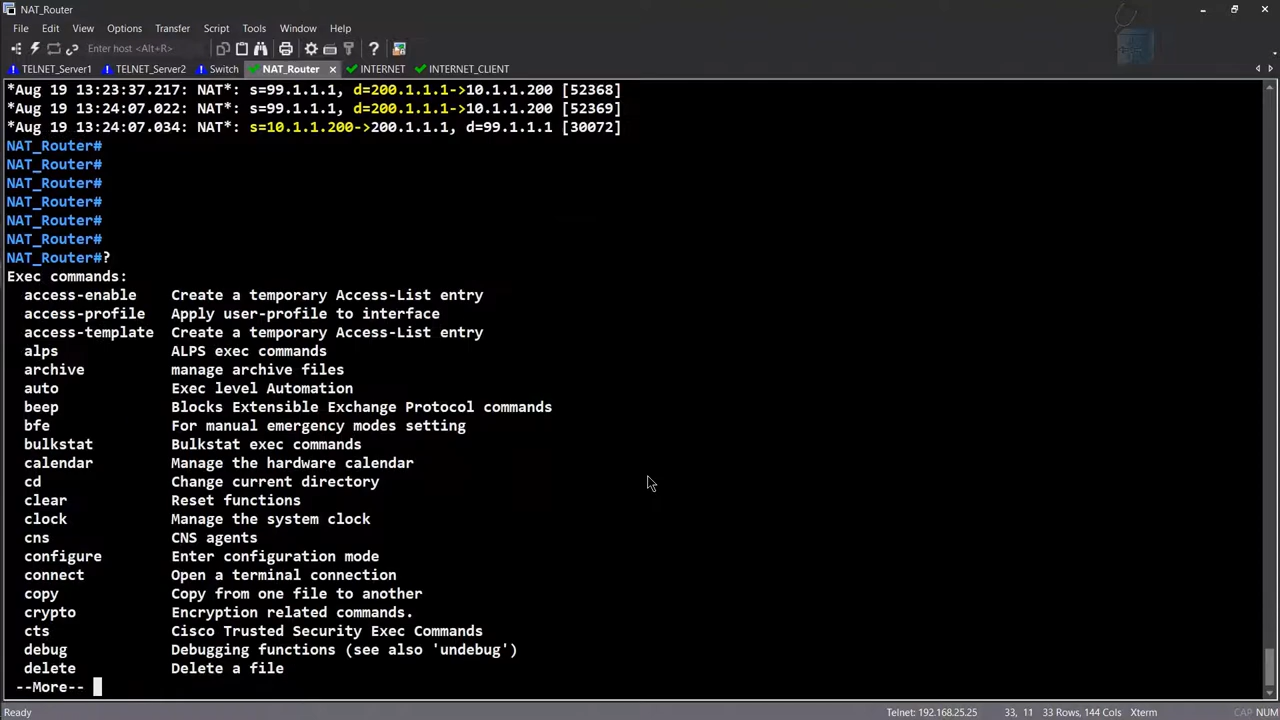 NAT_Router
File Edit View Options Transfer Script Tools Window Help
Enter host <Alt+R>
TELNET_Server1 TELNET_Server2 Switch NAT_Router INTERNET INTERNET_CLIENT
*Aug 19 13:23:37.217: NAT*: s=99.1.1.1, d=200.1.1.1->10.1.1.200 [52368]
*Aug 19 13:24:07.022: NAT*: s=99.1.1.1, d=200.1.1.1->10.1.1.200 [52369]
*Aug 19 13:24:07.034: NAT*: s=10.1.1.200->200.1.1.1, d=99.1.1.1 [30072]
NAT_Router#
NAT_Router#
NAT_Router#
NAT_Router#
NAT_Router#
NAT_Router#
NAT_Router#?
Exec commands:
access-enable Create a temporary Access-List entry
access-profile Apply user-profile to interface
access-template Create a temporary Access-List entry
alps ALPS exec commands
archive manage archive files
auto Exec level Automation
beep Blocks Extensible Exchange Protocol commands
bfe For manual emergency modes setting
bulkstat Bulkstat exec commands
calendar Manage the hardware calendar
cd Change current directory
clear Reset functions
clock Manage the system clock
cns CNS agents
configure Enter configuration mode
connect Open a terminal connection
copy Copy from one file to another
crypto Encryption related commands.
cts Cisco Trusted Security Exec Commands
debug Debugging functions (see also 'undebug')
delete Delete a file
--More--
Ready Telnet: 192.168.25.25 33, 11 33 Rows, 144 Cols Xterm CAP NUM